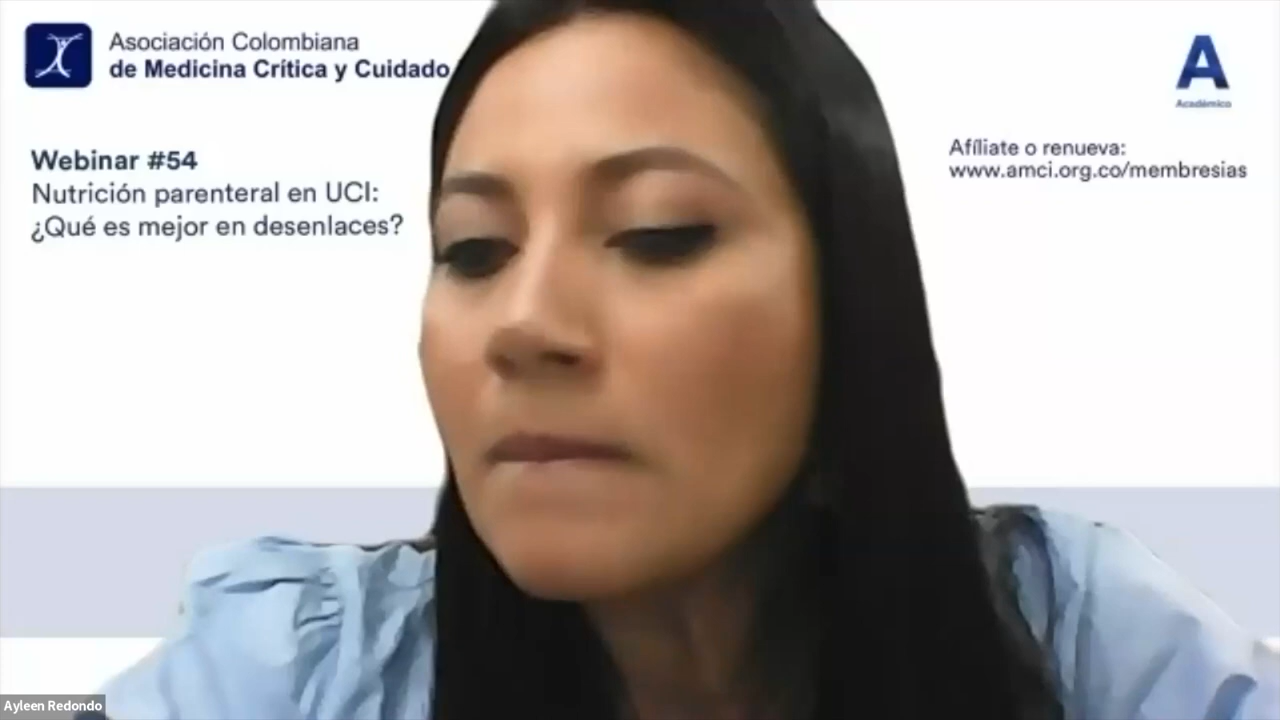 Asociación Colombiana
de Medicina Crítica y Cuidado
A
Académico
Webinar #54
Nutrición parenteral en UCI:
¿Qué es mejor en desenlaces?
Afíliate o renueva:
www.amci.org.co/membresias
Ayleen Redondo